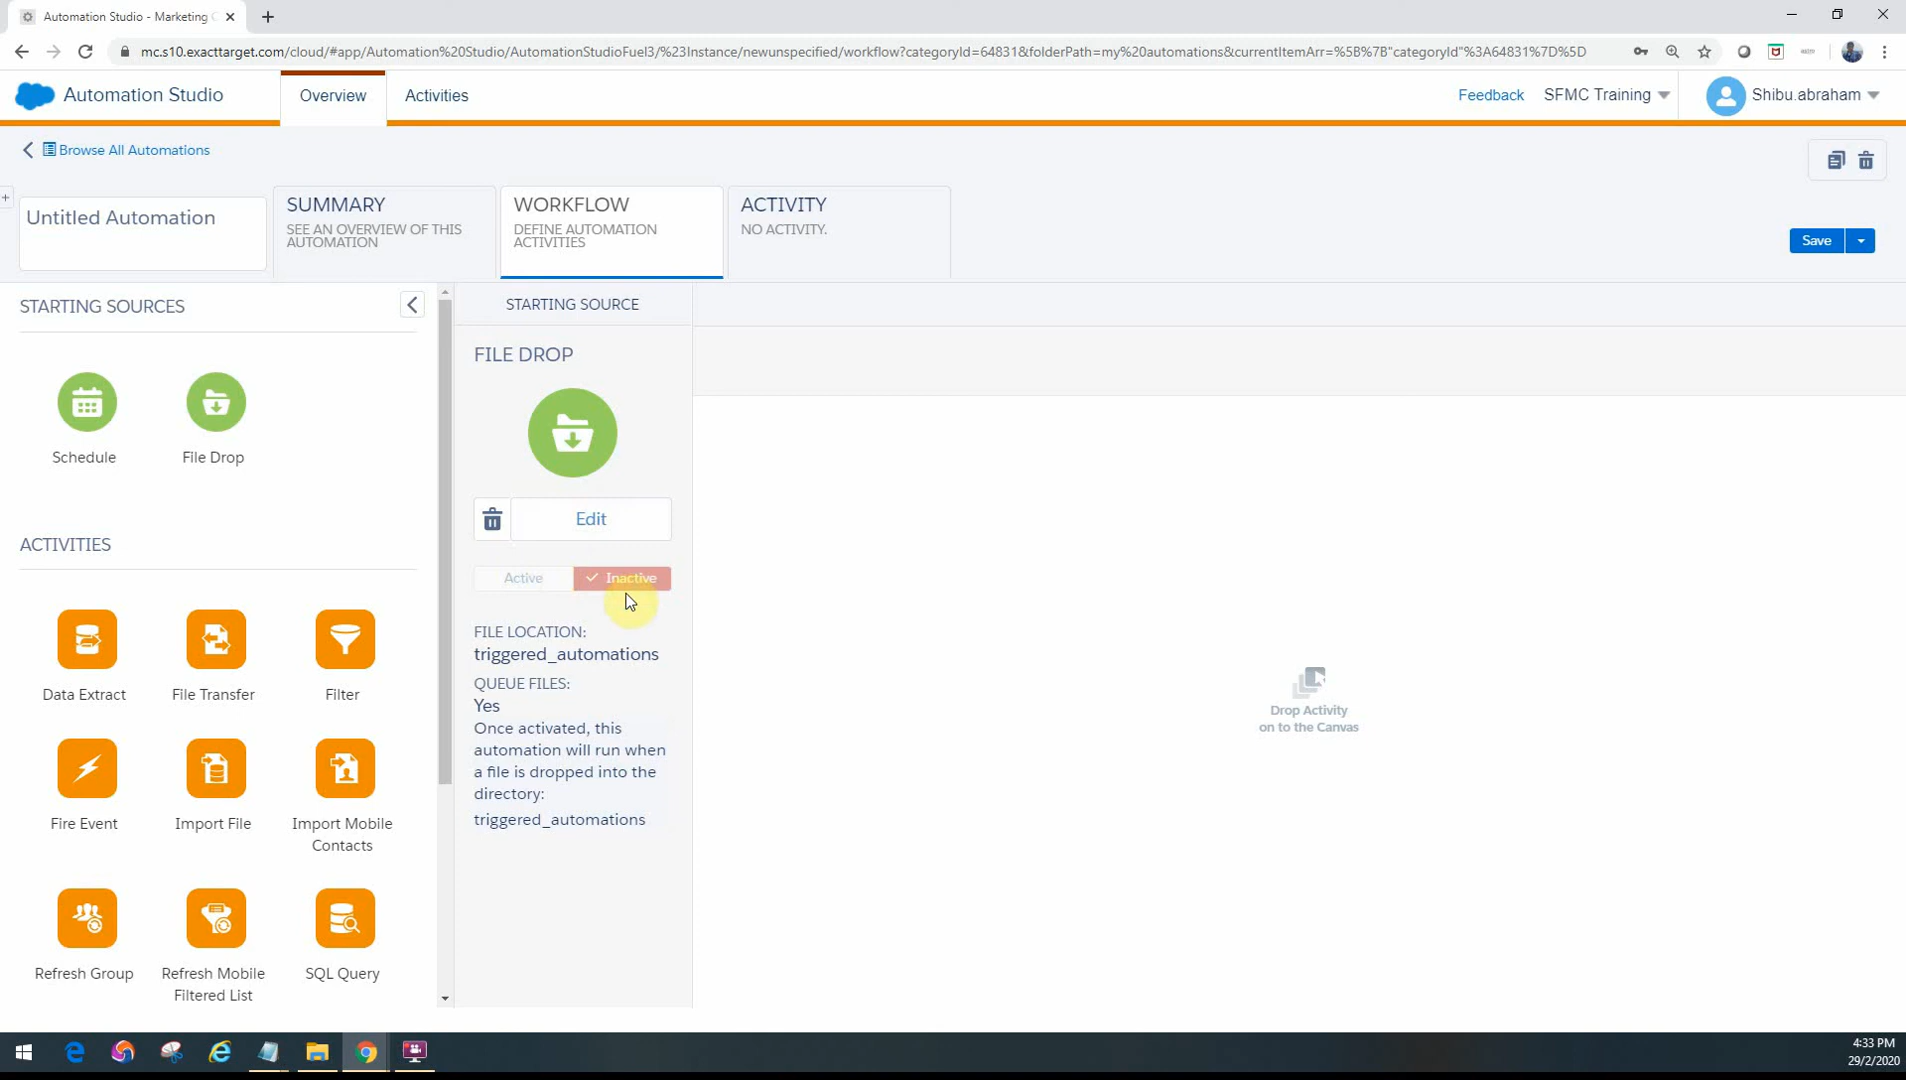 Automation Studio - Marketing C
mc.s10.exacttarget.com/cloud/#app/Automation%20Studio/AutomationStudioFuel3/%23Instance/newunspecified/workflow?categoryId=64831&folderPath=my%20automations&currentItemArr=%5B%7B"categoryId"%3A64831%7D%5D
Automation Studio
Overview
Activities
Feedback
SFMC Training
Shibu.abraham
Browse All Automations
Untitled Automation
SUMMARY
SEE AN OVERVIEW OF THIS
AUTOMATION
WORKFLOW
DEFINE AUTOMATION
ACTIVITIES
ACTIVITY
NO ACTIVITY.
Save
STARTING SOURCES
Schedule
File Drop
ACTIVITIES
Data Extract
File Transfer
Filter
Fire Event
Import File
Import Mobile
Contacts
Refresh Group
Refresh Mobile
Filtered List
SQL Query
STARTING SOURCE
FILE DROP
Edit
Active
Inactive
FILE LOCATION:
triggered_automations
QUEUE FILES:
Yes
Once activated, this
automation will run when
a file is dropped into the
directory:
triggered_automations
Drop Activity
on to the Canvas
4:33 PM
29/2/2020